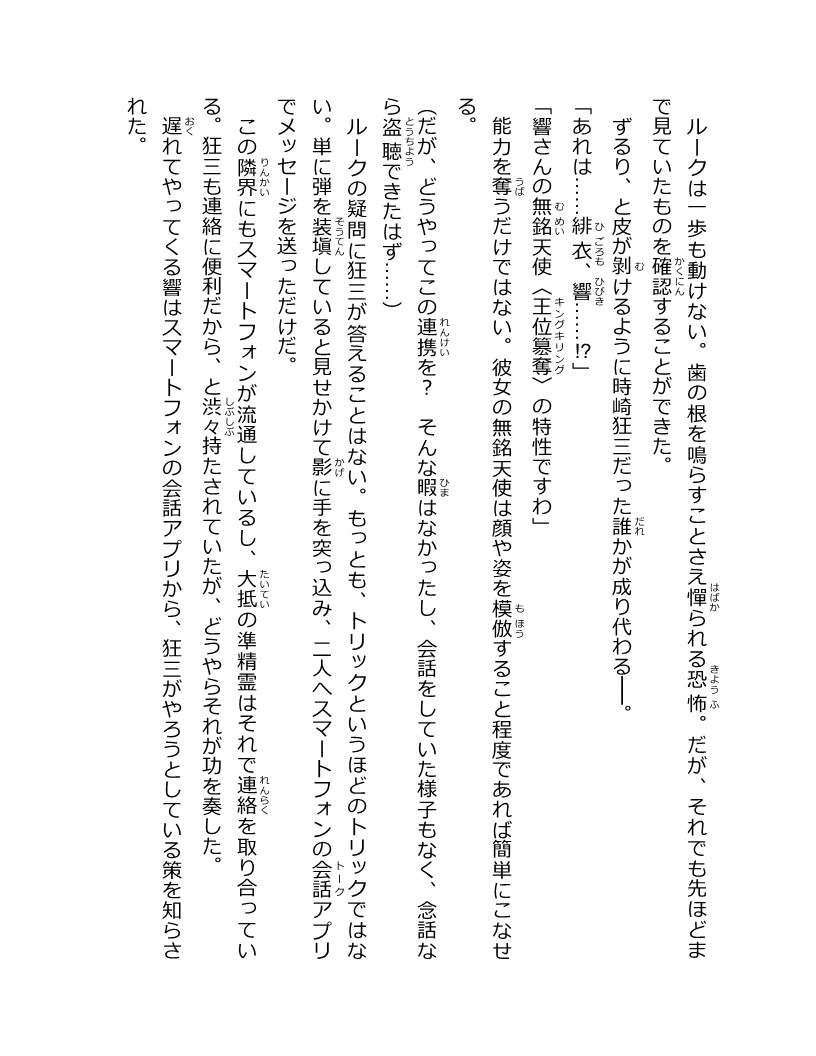 ルークは一歩も動けない。歯の根を鳴らすことさえ憚られる恐怖。だが、それでも先ほどま
で見ていたものを確認することができた。
ずるり、と皮が剝けるように時崎狂三だった誰かが成り代わる──。
「あれは……緋衣、響……⁉」
「響さんの無銘天使〈王位簒奪〉の特性ですわ」
能力を奪うだけではない。彼女の無銘天使は顔や姿を模倣すること程度であれば簡単にこなせ
る。
(だが、どうやってこの連携を？　そんな暇はなかったし、会話をしていた様子もなく、念話な
ら盗聴できたはず……)
ルークの疑問に狂三が答えることはない。もっとも、トリックというほどのトリックではな
い。単に弾を装塡していると見せかけて影に手を突っ込み、二人へスマートフォンの会話アプリ
でメッセージを送っただけだ。
この隣界にもスマートフォンが流通しているし、大抵の準精霊はそれで連絡を取り合ってい
る。狂三も連絡に便利だから、と渋々持たされていたが、どうやらそれが功を奏した。
遅れてやってくる響はスマートフォンの会話アプリから、狂三がやろうとしている策を知らさ
れた。